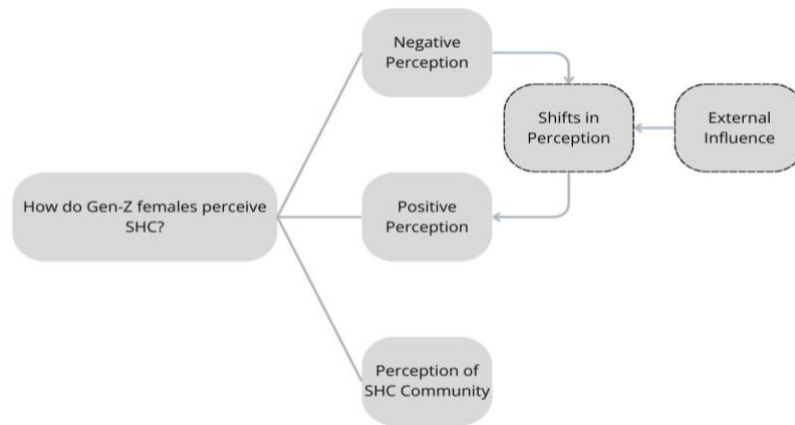 Negative
Perception
Shifts in
Perception
External
Influence
How do Gen-Z females perceive
SHC?
Positive
Perception
Perception of
SHC Community